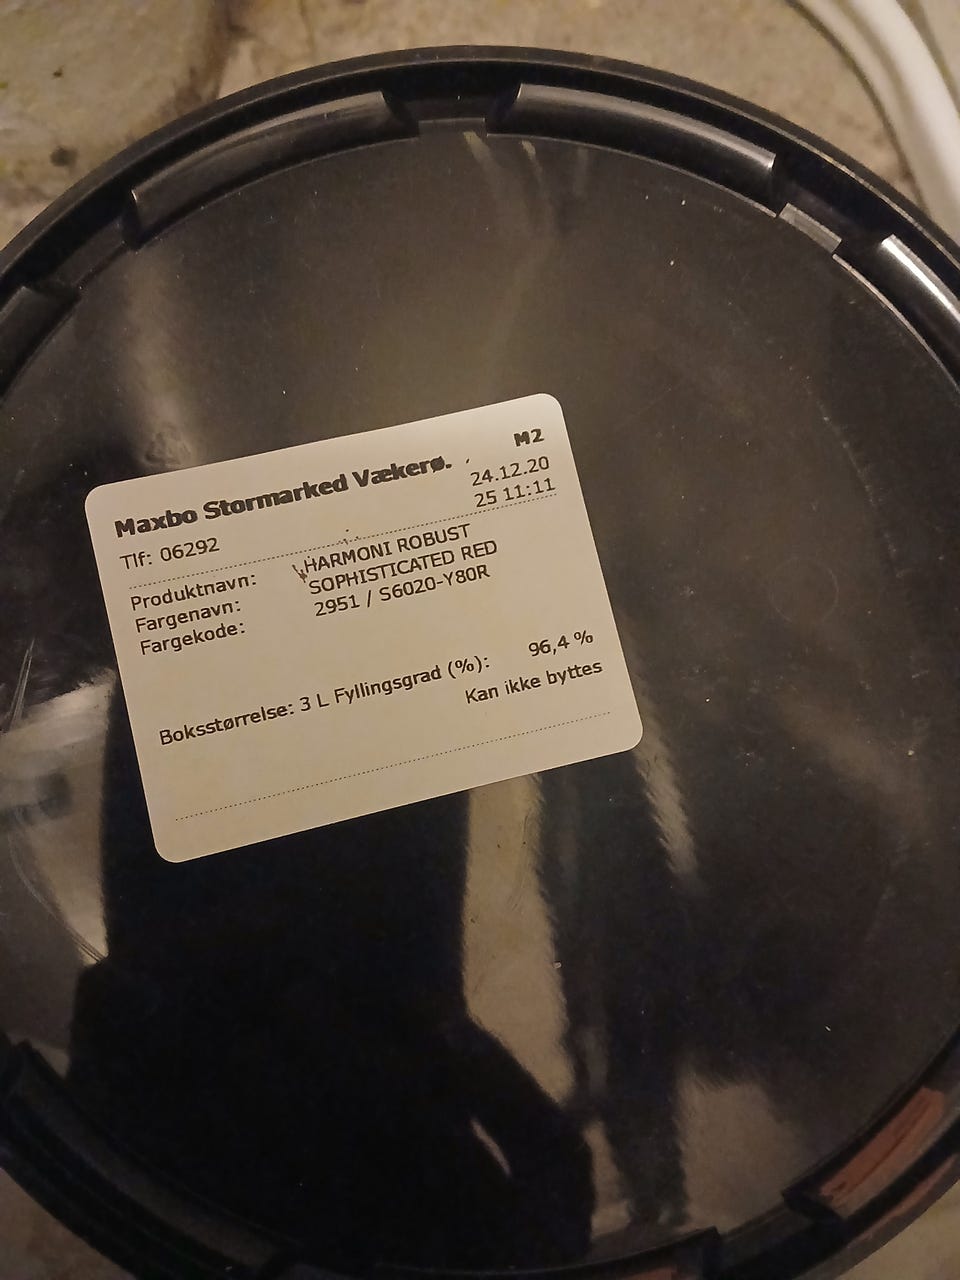 M2
Maxbo Stormarked Vækerø. 24.12.20
Tlf: 06292 25 11:11
Produktnavn: HARMONI ROBUST
Fargenavn: SOPHISTICATED RED
Fargekode: 2951 / S6020-Y80R
Boksstørrelse: 3 L Fyllingsgrad (%): 96,4 %
Kan ikke byttes